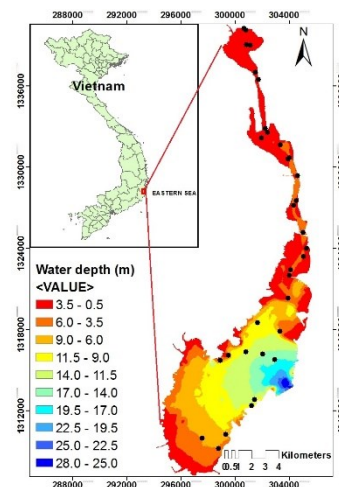 288000 292000 296000 300000 304000
N
Vietnam
EASTERN SEA
1336000
1330000
1324000
1318000
1312000
Water depth (m)
<VALUE>
3.5 - 0.5
6.0 - 3.5
9.0 - 6.0
11.5 - 9.0
14.0 - 11.5
17.0 - 14.0
19.5 - 17.0
22.5 - 19.5
25.0 - 22.5
28.0 - 25.0
Kilometers
0 0.5 1 2 3 4
288000 292000 296000 300000 304000